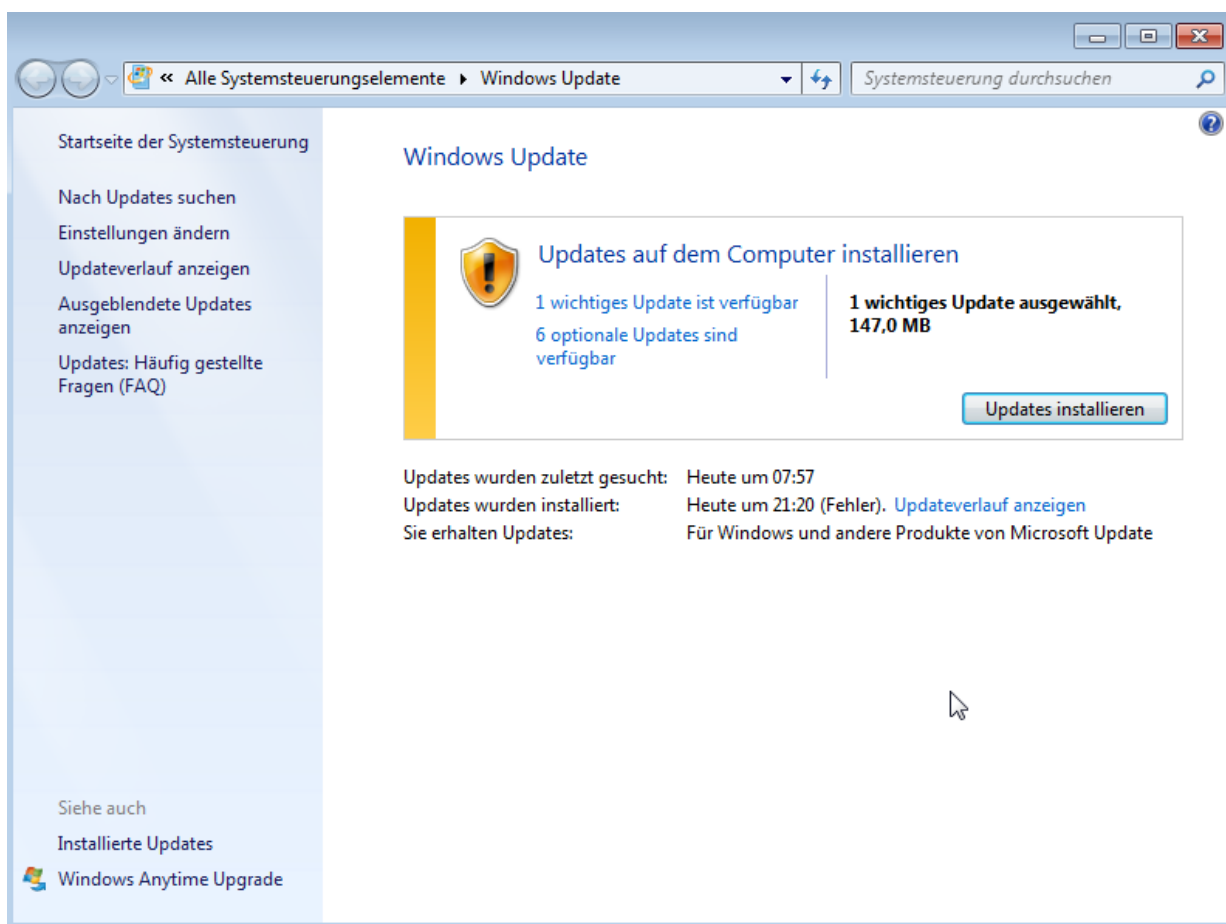 « Alle Systemsteuerungselemente ▸ Windows Update
Systemsteuerung durchsuchen
Startseite der Systemsteuerung
Nach Updates suchen
Einstellungen ändern
Updateverlauf anzeigen
Ausgeblendete Updates
anzeigen
Updates: Häufig gestellte
Fragen (FAQ)
Siehe auch
Installierte Updates
Windows Anytime Upgrade
Windows Update
Updates auf dem Computer installieren
1 wichtiges Update ist verfügbar
6 optionale Updates sind
verfügbar
1 wichtiges Update ausgewählt,
147,0 MB
Updates installieren
Updates wurden zuletzt gesucht: Heute um 07:57
Updates wurden installiert: Heute um 21:20 (Fehler). Updateverlauf anzeigen
Sie erhalten Updates: Für Windows und andere Produkte von Microsoft Update